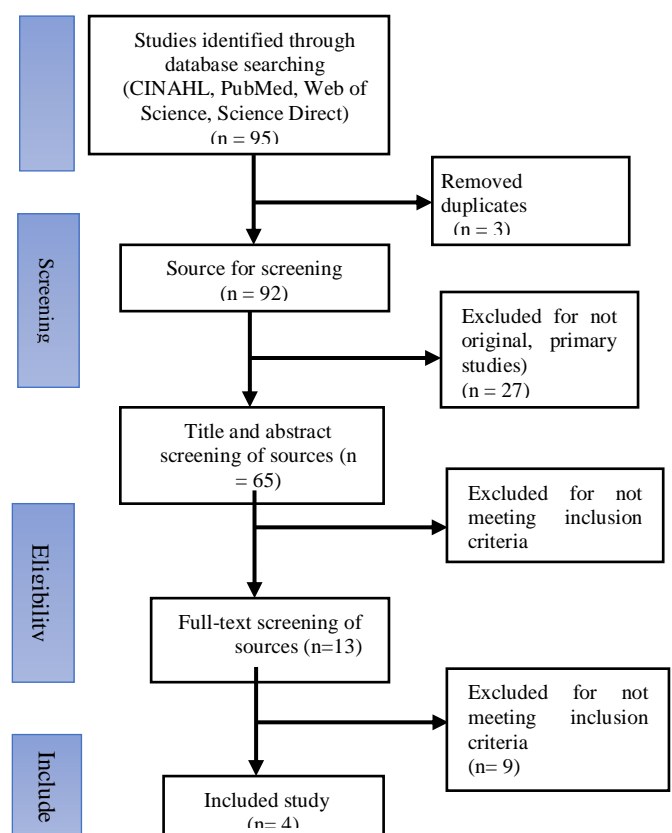 Studies identified through
database searching
(CINAHL, PubMed, Web of
Science, Science Direct)
(n = 95)
Removed
duplicates
(n = 3)
Screening
Source for screening
(n = 92)
Excluded for not
original, primary
studies)
(n = 27)
Title and abstract
screening of sources (n
= 65)
Excluded for not
meeting inclusion
criteria
Eligibility
Full-text screening of
sources (n=13)
Excluded for not
meeting inclusion
criteria
(n= 9)
Include
Included study
(n= 4)